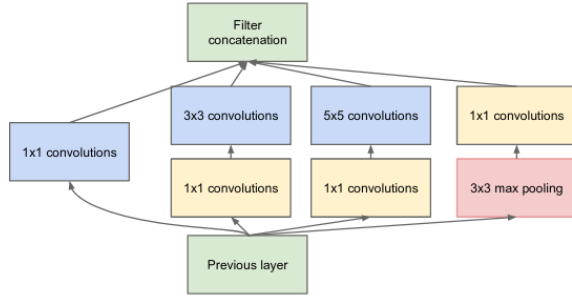 Filter
concatenation
3x3 convolutions
5x5 convolutions
1x1 convolutions
1x1 convolutions
1x1 convolutions
1x1 convolutions
3x3 max pooling
Previous layer